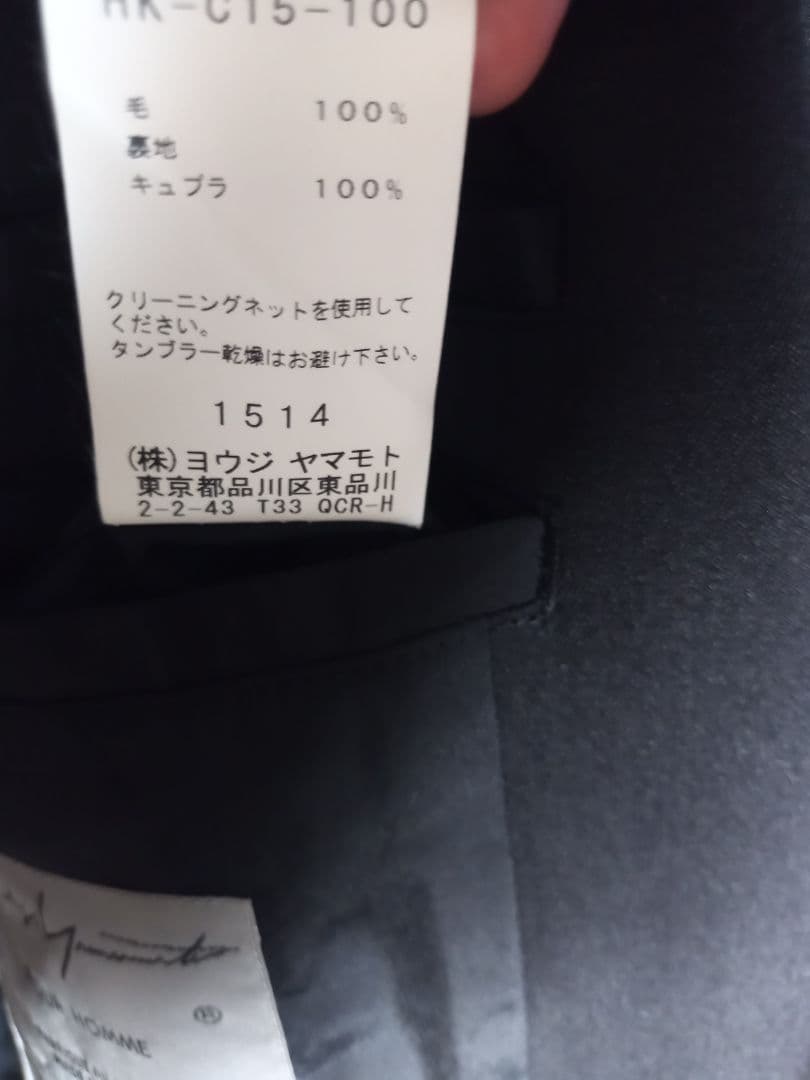 HK-C15-100
毛 100%
裏地
キュプラ 100%
クリーニングネットを使用して
ください。
タンブラー乾燥はお避け下さい。
1514
(株)ヨウジ ヤマモト
東京都品川区東品川
2-2-43 T33 QCR-H
Yamamoto
®
HOMME